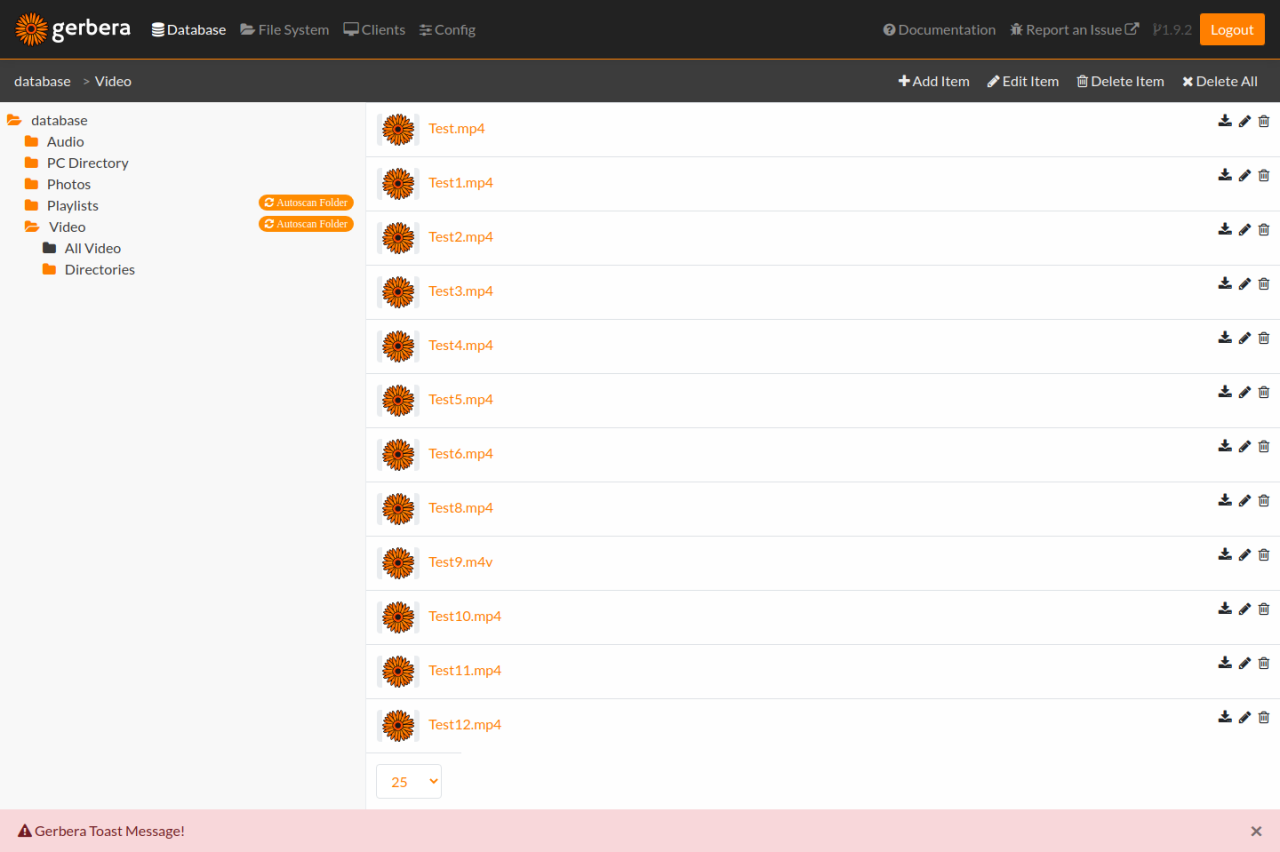 gerbera Database File System Clients Config Documentation Report an Issue 1.9.2 Logout
database > Video Add Item Edit Item Delete Item Delete All
database
Audio
PC Directory
Photos
Playlists Autoscan Folder
Video Autoscan Folder
All Video
Directories
Test.mp4
Test1.mp4
Test2.mp4
Test3.mp4
Test4.mp4
Test5.mp4
Test6.mp4
Test8.mp4
Test9.m4v
Test10.mp4
Test11.mp4
Test12.mp4
25
Gerbera Toast Message!